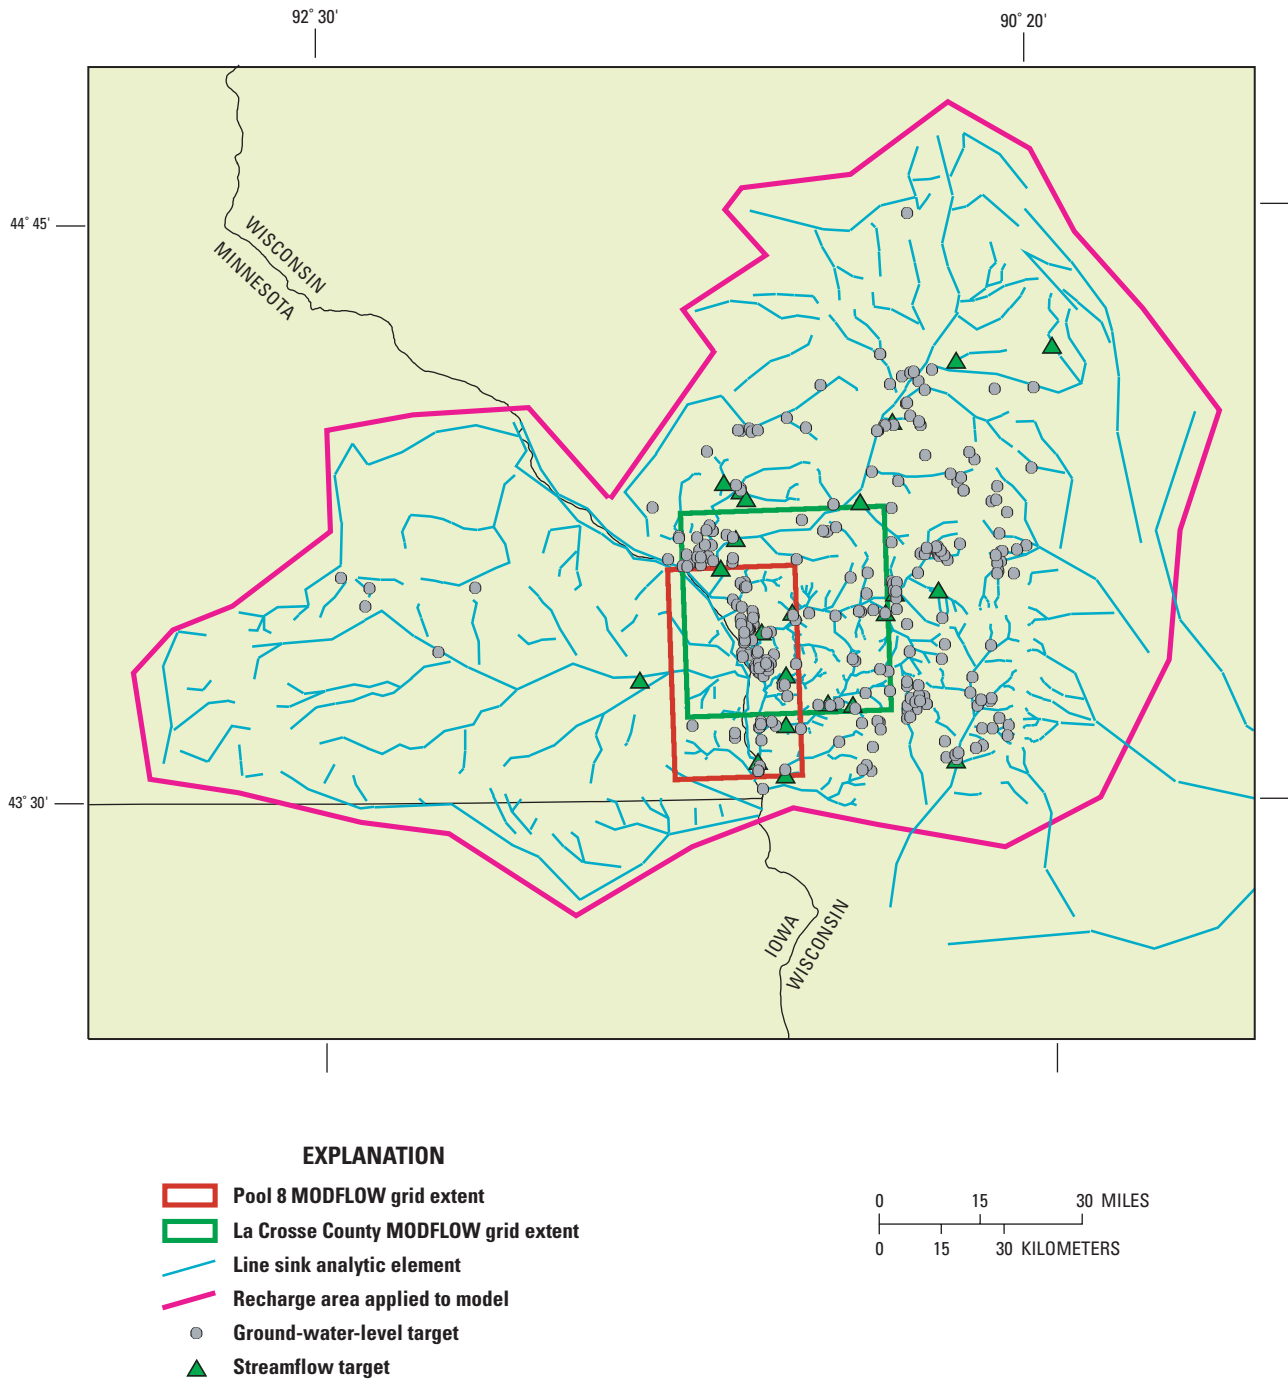 92° 30'
90° 20'
44° 45'
WISCONSIN
MINNESOTA
43° 30'
IOWA
WISCONSIN
EXPLANATION
Pool 8 MODFLOW grid extent
La Crosse County MODFLOW grid extent
Line sink analytic element
Recharge area applied to model
Ground-water-level target
Streamflow target
0 15 30 MILES
0 15 30 KILOMETERS